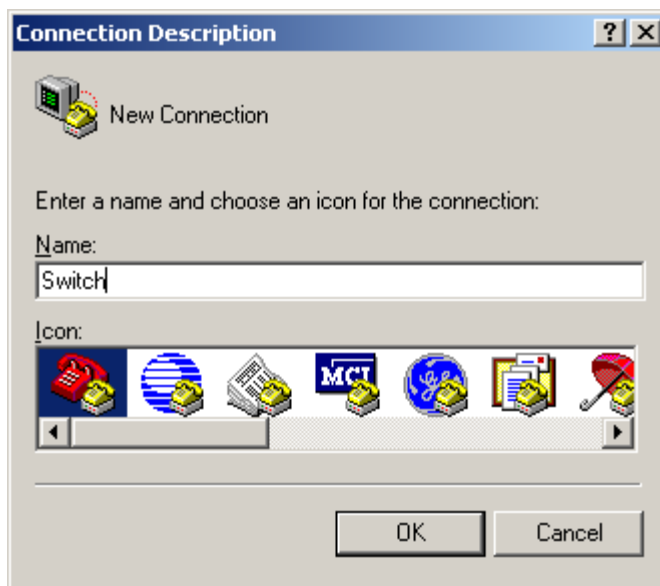 Connection Description
New Connection
Enter a name and choose an icon for the connection:
Name:
Switch
Icon:
MCI
OK Cancel